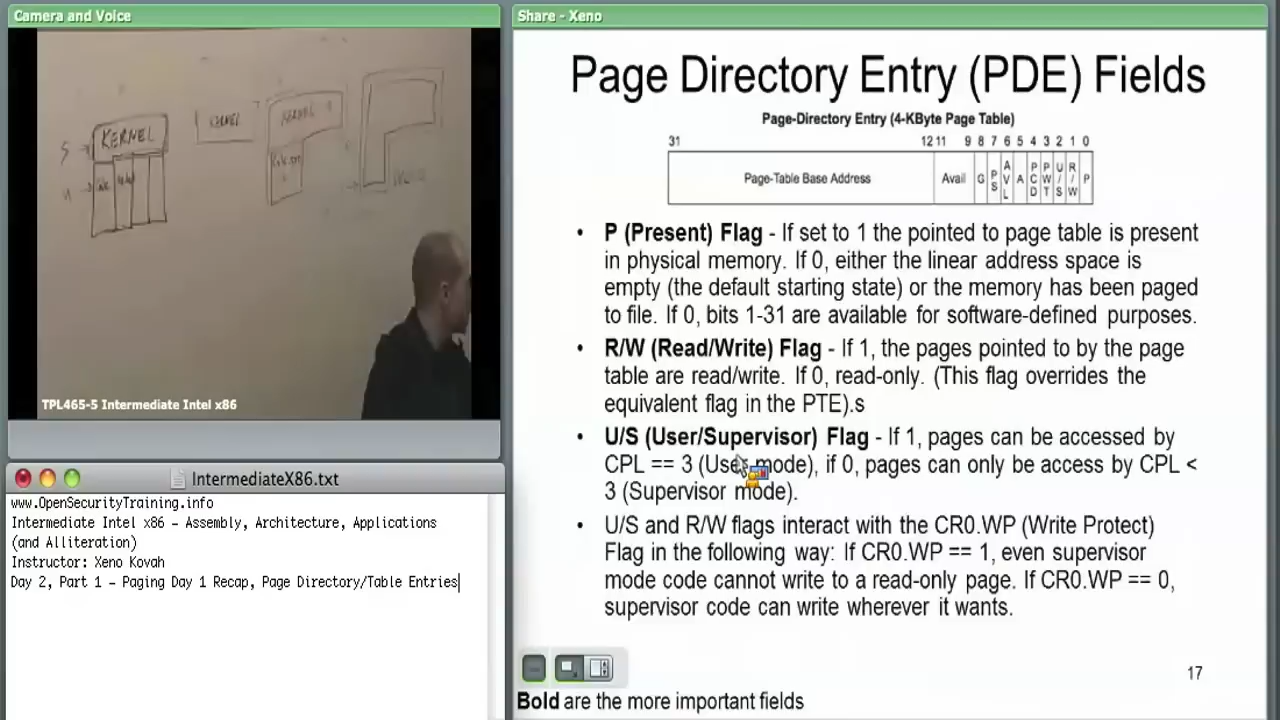 Camera and Voice
S
KERNEL
U
KERNEL
KERNEL
TPL465-5 Intermediate Intel x86
IntermediateX86.txt
www.OpenSecurityTraining.info
Intermediate Intel x86 – Assembly, Architecture, Applications
(and Alliteration)
Instructor: Xeno Kovah
Day 2, Part 1 – Paging Day 1 Recap, Page Directory/Table Entries
Share - Xeno
Page Directory Entry (PDE) Fields
Page-Directory Entry (4-KByte Page Table)
31 12 11 9 8 7 6 5 4 3 2 1 0
Page-Table Base Address Avail G PS AVL A PCD PWT U/S R/W P
• P (Present) Flag - If set to 1 the pointed to page table is present
in physical memory. If 0, either the linear address space is
empty (the default starting state) or the memory has been paged
to file. If 0, bits 1-31 are available for software-defined purposes.
• R/W (Read/Write) Flag - If 1, the pages pointed to by the page
table are read/write. If 0, read-only. (This flag overrides the
equivalent flag in the PTE).s
• U/S (User/Supervisor) Flag - If 1, pages can be accessed by
CPL == 3 (User mode), if 0, pages can only be access by CPL <
3 (Supervisor mode).
• U/S and R/W flags interact with the CR0.WP (Write Protect)
Flag in the following way: If CR0.WP == 1, even supervisor
mode code cannot write to a read-only page. If CR0.WP == 0,
supervisor code can write wherever it wants.
17
Bold are the more important fields